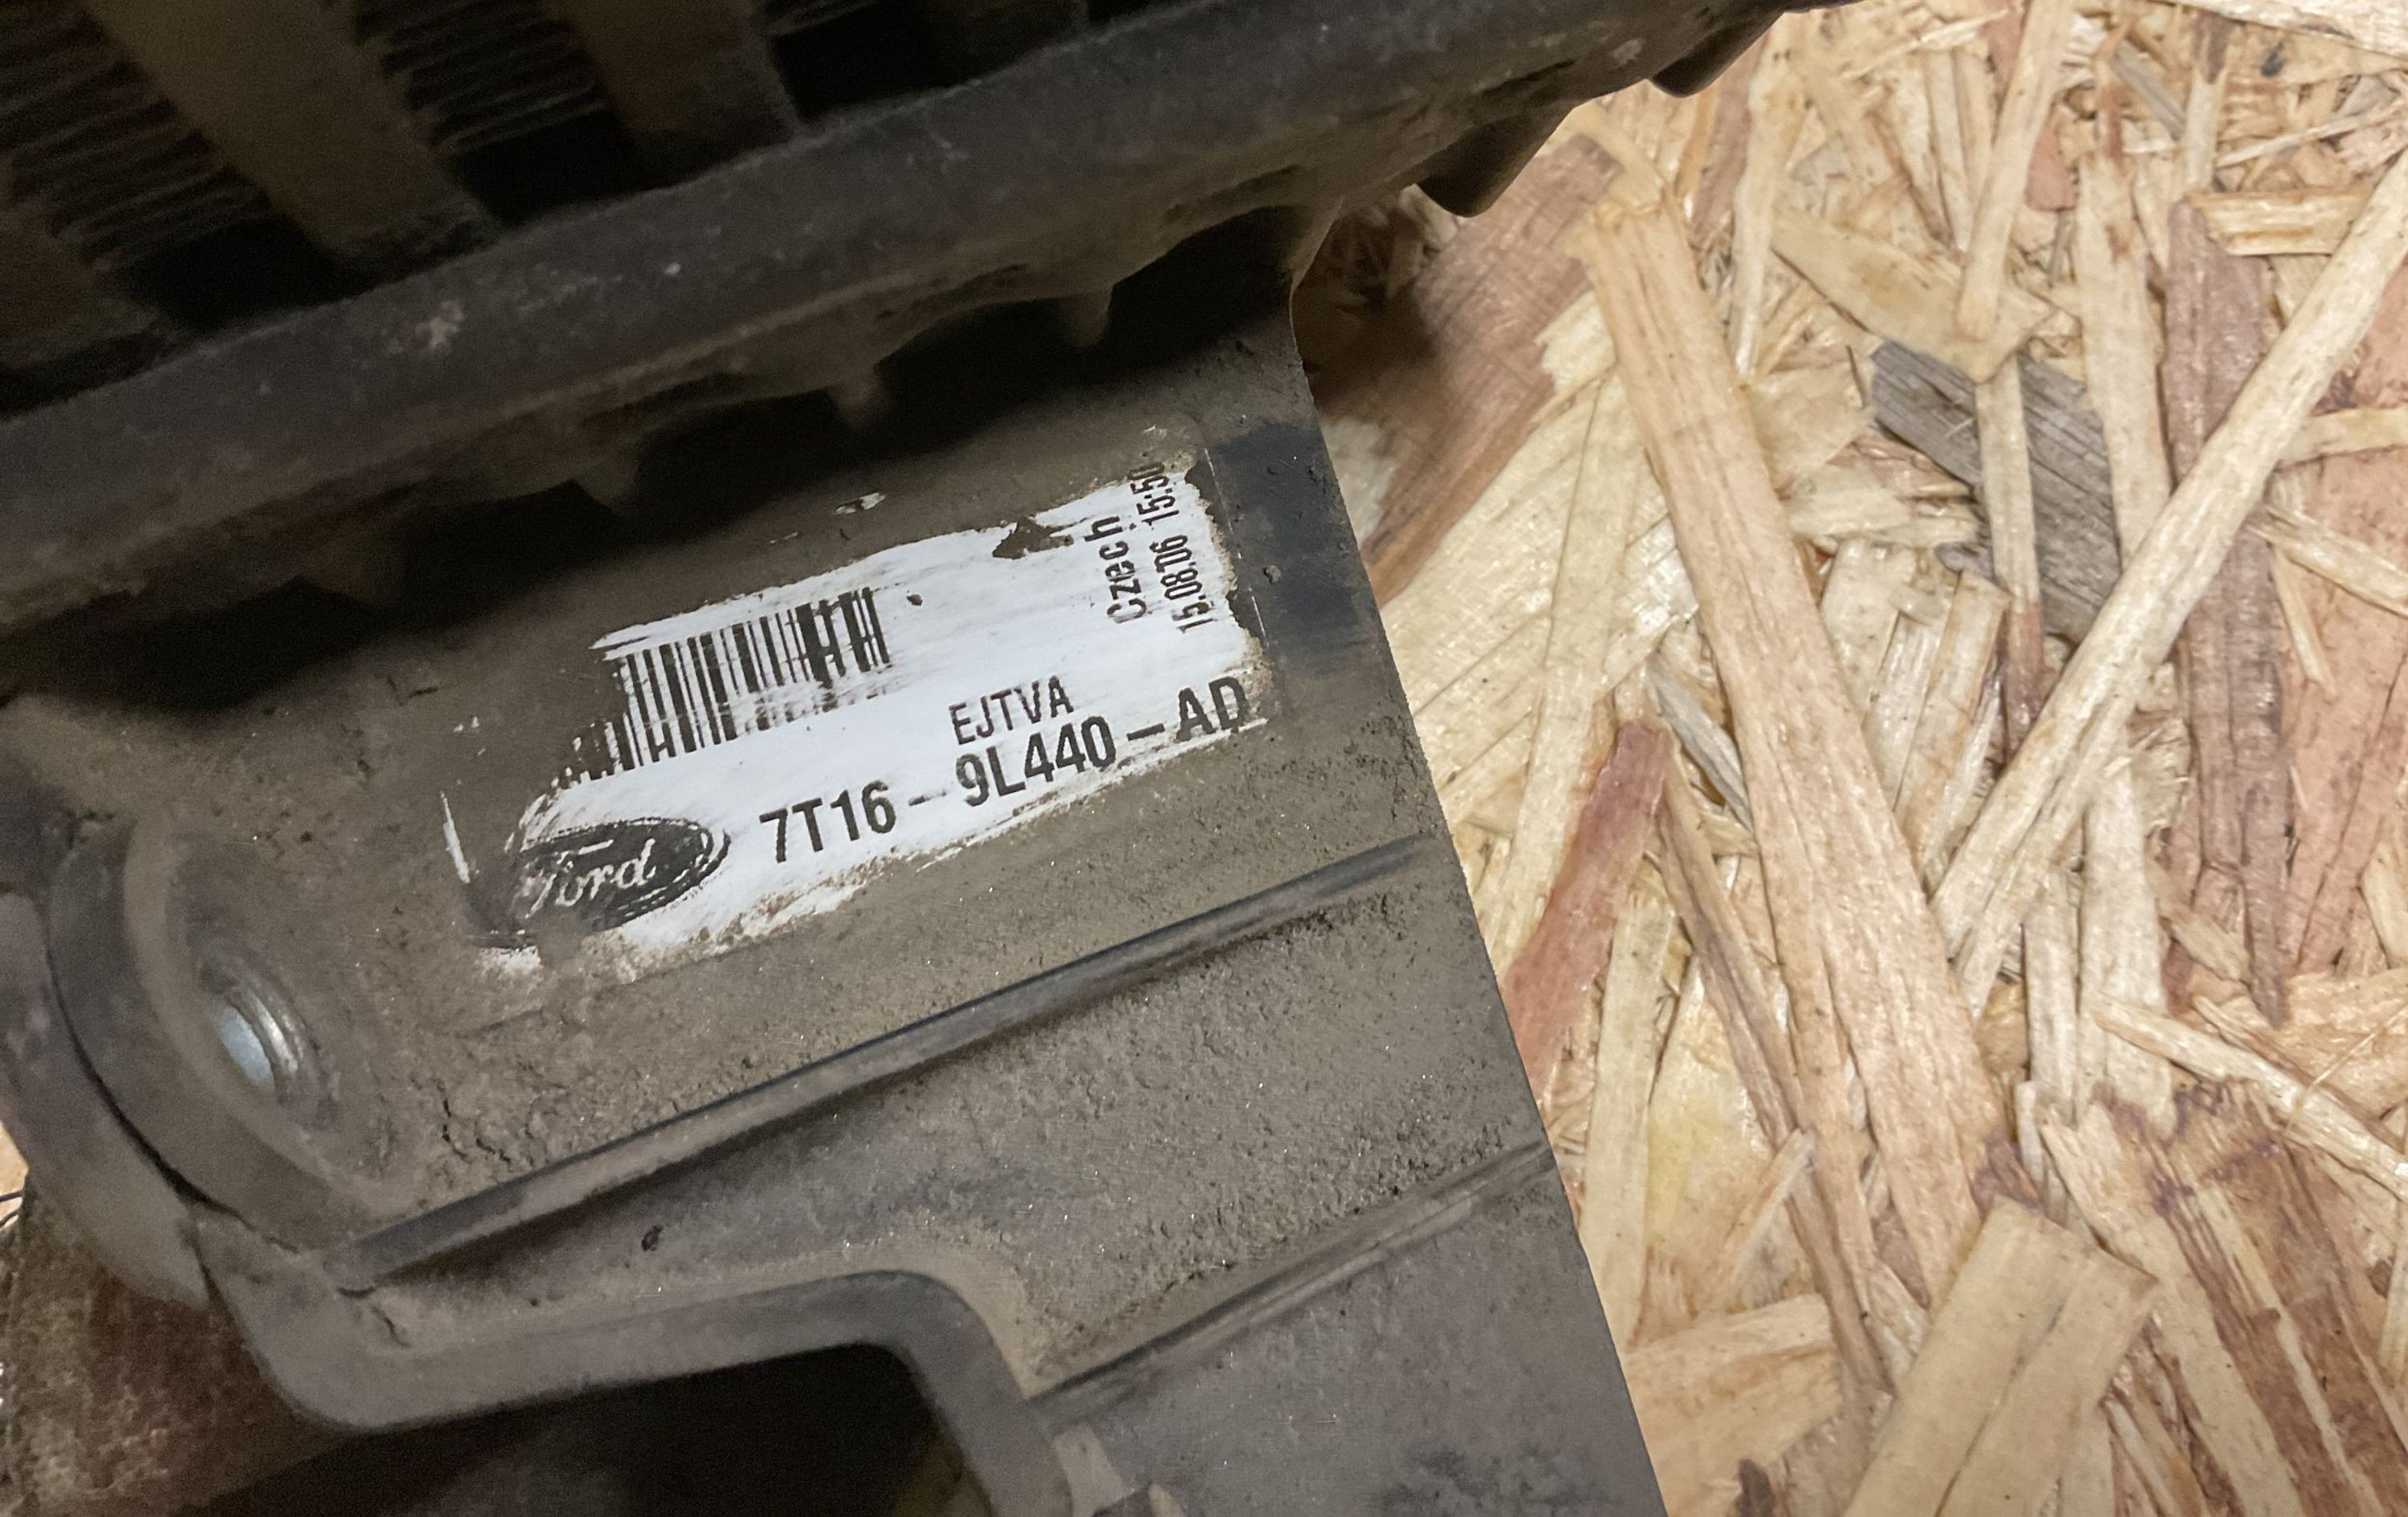 Czech
15.08.06 15:50
EJTVA
7T16 - 9L440 - AD
Ford